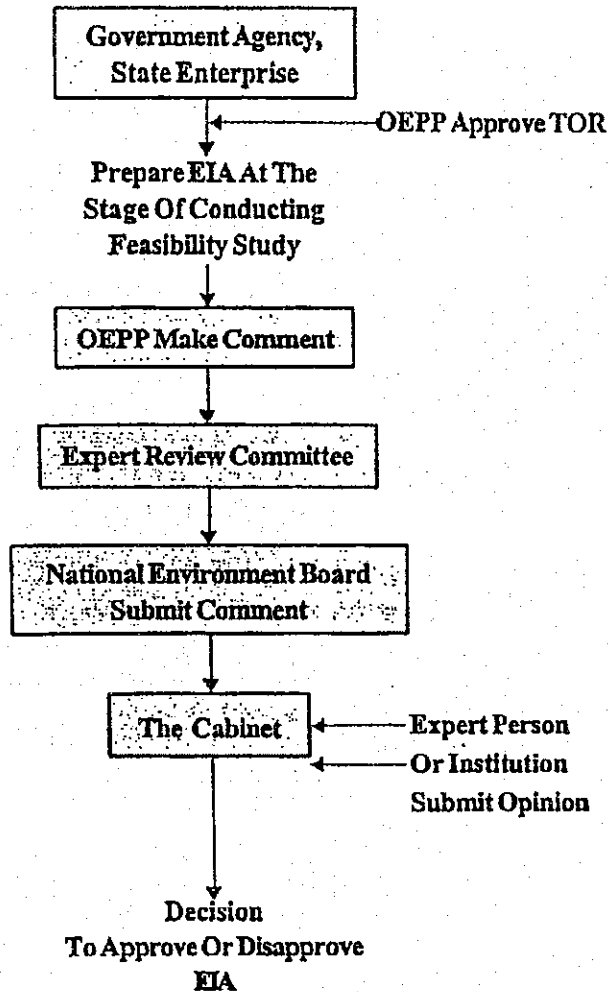 Government Agency,
State Enterprise
OEPP Approve TOR
Prepare EIA At The
Stage Of Conducting
Feasibility Study
OEPP Make Comment
Expert Review Committee
National Environment Board
Submit Comment
The Cabinet
Expert Person
Or Institution
Submit Opinion
Decision
To Approve Or Disapprove
EIA